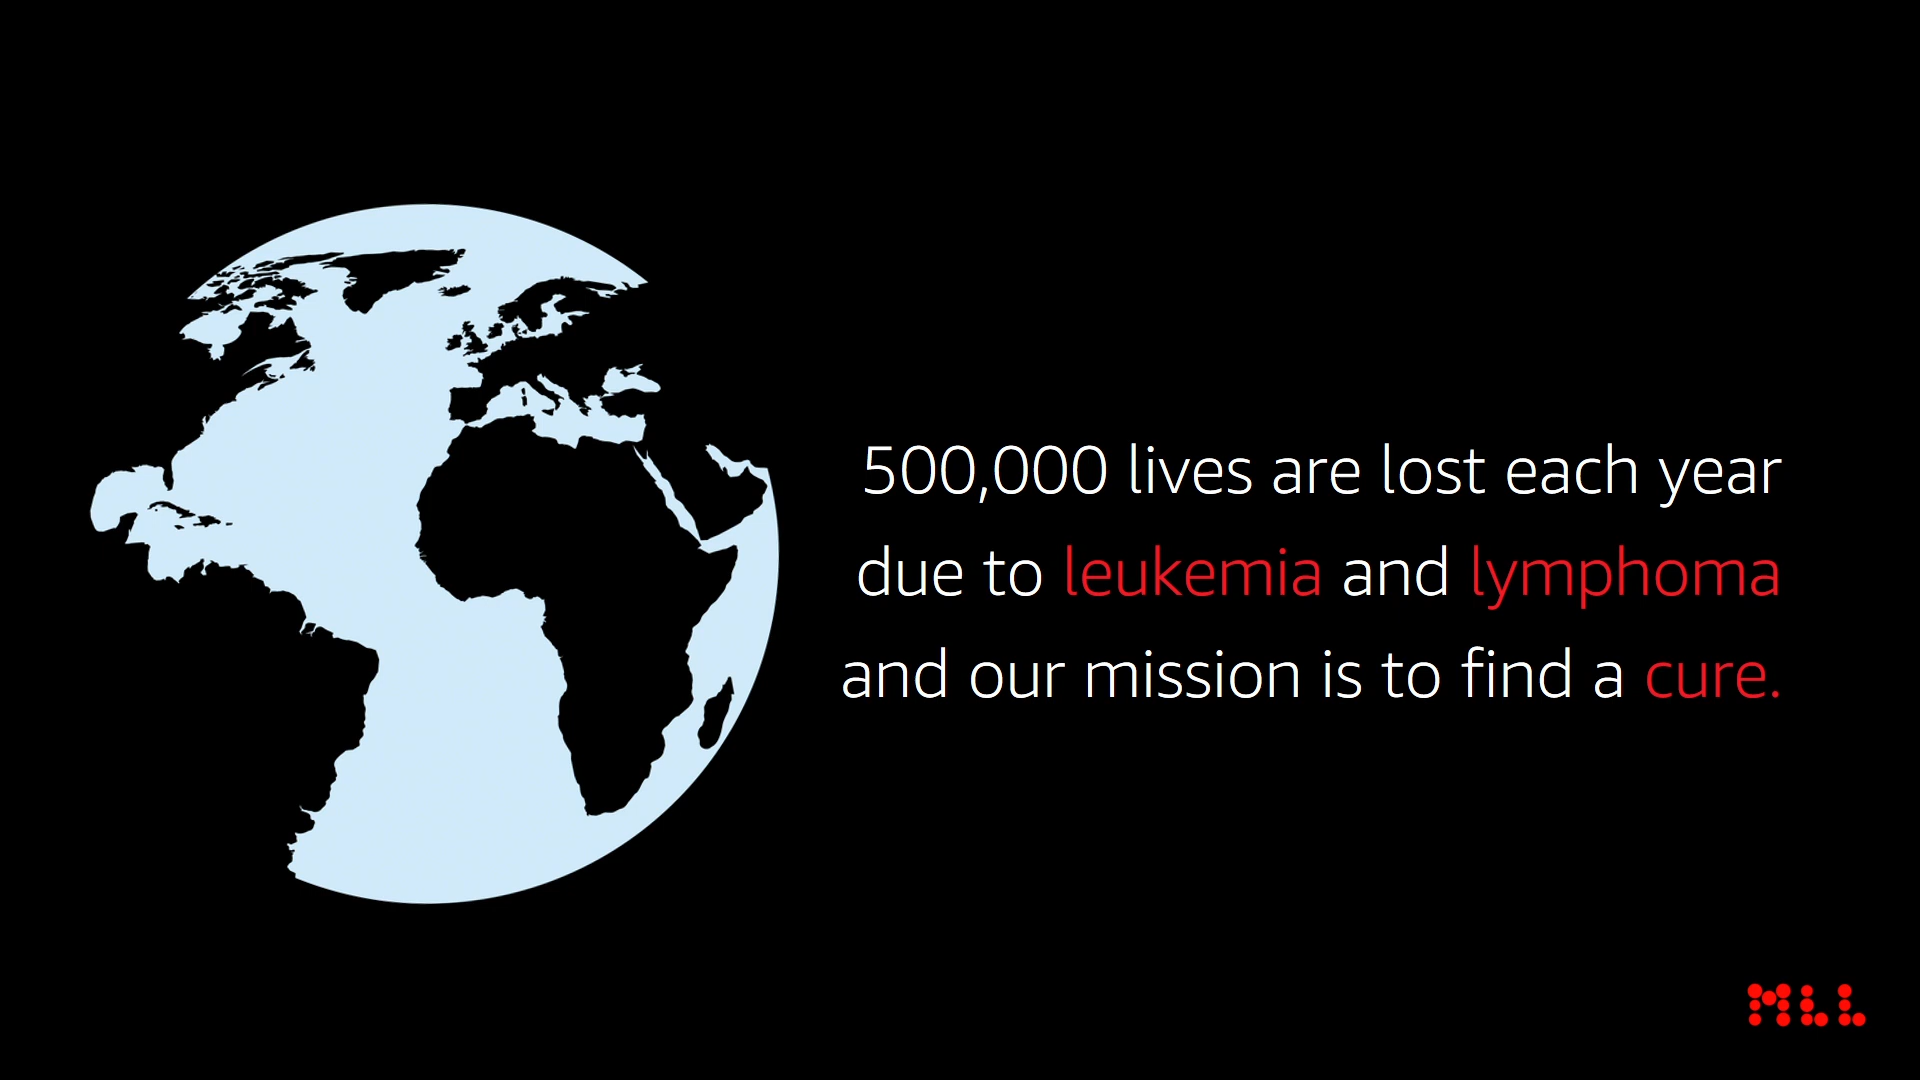 500,000 lives are lost each year
due to leukemia and lymphoma
and our mission is to find a cure.
MLL